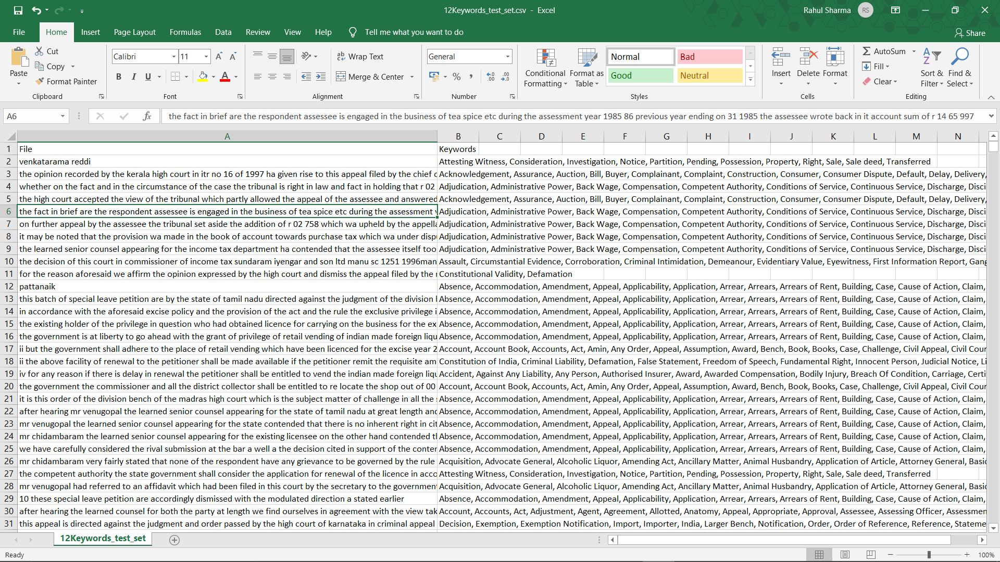 12Keywords_test_set.csv - Excel
Rahul Sharma RS
File Home Insert Page Layout Formulas Data Review View Help Tell me what you want to do Share
Paste Cut Copy Format Painter Clipboard
Calibri 11 A A B I U A Font
ab Wrap Text Merge & Center Alignment
General % , .00 Number
Conditional Formatting Format as Table Normal Bad Good Neutral Styles
Insert Delete Format Cells
AutoSum Fill Clear Sort & Filter Find & Select Editing
A6 fx the fact in brief are the respondent assessee is engaged in the business of tea spice etc during the assessment year 1985 86 previous year ending on 31 1985 the assessee wrote back in it account sum of r 14 65 997
A B C D E F G H I J K L M N
1 File Keywords
2 venkatarama reddi Attesting Witness, Consideration, Investigation, Notice, Partition, Pending, Possession, Property, Right, Sale, Sale deed, Transferred
3 the opinion recorded by the kerala high court in itr no 16 of 1997 ha given rise to this appeal filed by the chief Acknowledgement, Assurance, Auction, Bill, Buyer, Complainant, Complaint, Construction, Consumer, Consumer Dispute, Default, Delay, Delivery,
4 whether on the fact and in the circumstance of the case the tribunal is right in law and fact in holding that r 02 Adjudication, Administrative Power, Back Wage, Compensation, Competent Authority, Conditions of Service, Continuous Service, Discharge, Disci
5 the high court accepted the view of the tribunal which partly allowed the appeal of the assessee and answered Acknowledgement, Assurance, Auction, Bill, Buyer, Complainant, Complaint, Construction, Consumer, Consumer Dispute, Default, Delay, Delivery,
6 the fact in brief are the respondent assessee is engaged in the business of tea spice etc during the assessment Adjudication, Administrative Power, Back Wage, Compensation, Competent Authority, Conditions of Service, Continuous Service, Discharge, Disci
7 on further appeal by the assessee the tribunal set aside the addition of r 02 758 which wa upheld by the appella Adjudication, Administrative Power, Back Wage, Compensation, Competent Authority, Conditions of Service, Continuous Service, Discharge, Disci
8 it may be noted that the provision wa made in the book of account towards purchase tax which wa under disp Adjudication, Administrative Power, Back Wage, Compensation, Competent Authority, Conditions of Service, Continuous Service, Discharge, Disci
9 the learned senior counsel appearing for the income tax department ha contended that the assessee itself too Adjudication, Administrative Power, Back Wage, Compensation, Competent Authority, Conditions of Service, Continuous Service, Discharge, Disci
10 the decision of this court in commissioner of income tax sundaram iyengar and son ltd manu sc 1251 1996man Assault, Circumstantial Evidence, Corroboration, Criminal Intimidation, Demeanour, Evidentiary Value, Eyewitness, First Information Report, Gang
11 for the reason aforesaid we affirm the opinion expressed by the high court and dismiss the appeal filed by the Constitutional Validity, Defamation
12 pattanaik Absence, Accommodation, Amendment, Appeal, Applicability, Application, Arrear, Arrears, Arrears of Rent, Building, Case, Cause of Action, Claim,
13 this batch of special leave petition are by the state of tamil nadu directed against the judgment of the division Absence, Accommodation, Amendment, Appeal, Applicability, Application, Arrear, Arrears, Arrears of Rent, Building, Case, Cause of Action, Claim,
14 in accordance with the aforesaid excise policy and the provision of the act and the rule the exclusive privilege i Absence, Accommodation, Amendment, Appeal, Applicability, Application, Arrear, Arrears, Arrears of Rent, Building, Case, Cause of Action, Claim,
15 the existing holder of the privilege in question who had obtained licence for carrying on the business for the ex Absence, Accommodation, Amendment, Appeal, Applicability, Application, Arrear, Arrears, Arrears of Rent, Building, Case, Cause of Action, Claim,
16 the government is at liberty to go ahead with the grant of privilege of retail vending of indian made foreign liqu Absence, Accommodation, Amendment, Appeal, Applicability, Application, Arrear, Arrears, Arrears of Rent, Building, Case, Cause of Action, Claim,
17 ii but the government shall adhere to the place of retail vending which have been licenced for the excise year 2 Account, Account Book, Accounts, Act, Amin, Any Order, Appeal, Assumption, Award, Bench, Book, Books, Case, Challenge, Civil Appeal, Civil Cour
18 ii the above facility of renewal to the petitioner shall be made available if the petitioner remit the requisite am Constitution of India, Criminal Liability, Defamation, False Statement, Freedom of Speech, Fundamental Right, Innocent Person, Judicial Notice, Li
19 iv for any reason if there is delay in renewal the petitioner shall be entitled to vend the indian made foreign liqu Accident, Against Any Liability, Any Person, Authorised Insurer, Award, Awarded Compensation, Bodily Injury, Breach Of Condition, Carriage, Certi
20 the government the commissioner and all the district collector shall be entitled to re locate the shop out of 00 Account, Account Book, Accounts, Act, Amin, Any Order, Appeal, Assumption, Award, Bench, Book, Books, Case, Challenge, Civil Appeal, Civil Cour
21 it is this order of the division bench of the madras high court which is the subject matter of challenge in all the Absence, Accommodation, Amendment, Appeal, Applicability, Application, Arrear, Arrears, Arrears of Rent, Building, Case, Cause of Action, Claim,
22 after hearing mr venugopal the learned senior counsel appearing for the state of tamil nadu at great length and Absence, Accommodation, Amendment, Appeal, Applicability, Application, Arrear, Arrears, Arrears of Rent, Building, Case, Cause of Action, Claim,
23 mr venugopal the learned senior counsel appearing for the state contended that there is no inherent right in cit Absence, Accommodation, Amendment, Appeal, Applicability, Application, Arrear, Arrears, Arrears of Rent, Building, Case, Cause of Action, Claim,
24 mr chidambaram the learned senior counsel appearing for the existing licensee on the other hand contended t Absence, Accommodation, Amendment, Appeal, Applicability, Application, Arrear, Arrears, Arrears of Rent, Building, Case, Cause of Action, Claim,
25 we have carefully considered the rival submission at the bar a well a the decision cited in support of the conter Absence, Accommodation, Amendment, Appeal, Applicability, Application, Arrear, Arrears, Arrears of Rent, Building, Case, Cause of Action, Claim,
26 mr chidambaram very fairly stated that none of the respondent have any grievance to be governed by the rule Acquisition, Advocate General, Alcoholic Liquor, Amending Act, Ancillary Matter, Animal Husbandry, Application of Article, Attorney General, Basic
27 the competent authority the state government shall consider the application for renewal of the licence in acco Attesting Witness, Consideration, Investigation, Notice, Partition, Pending, Possession, Property, Right, Sale, Sale deed, Transferred
28 mr venugopal had referred to an affidavit which had been filed in this court by the secretary to the government Acquisition, Advocate General, Alcoholic Liquor, Amending Act, Ancillary Matter, Animal Husbandry, Application of Article, Attorney General, Basic
29 10 these special leave petition are accordingly dismissed with the modulated direction a stated earlier Absence, Accommodation, Amendment, Appeal, Applicability, Application, Arrear, Arrears, Arrears of Rent, Building, Case, Cause of Action, Claim,
30 after hearing the learned counsel for both the party at length we find ourselves in agreement with the view tak Account, Accounts, Act, Adjustment, Agent, Agreement, Allotted, Anatomy, Appeal, Appropriate, Approval, Assessee, Assessing Officer, Assessmen
31 this appeal is directed against the judgment and order passed by the high court of karnataka in criminal appeal Decision, Exemption, Exemption Notification, Import, Importer, India, Larger Bench, Notification, Order, Order of Reference, Reference, Stateme
12Keywords_test_set
Ready 100%